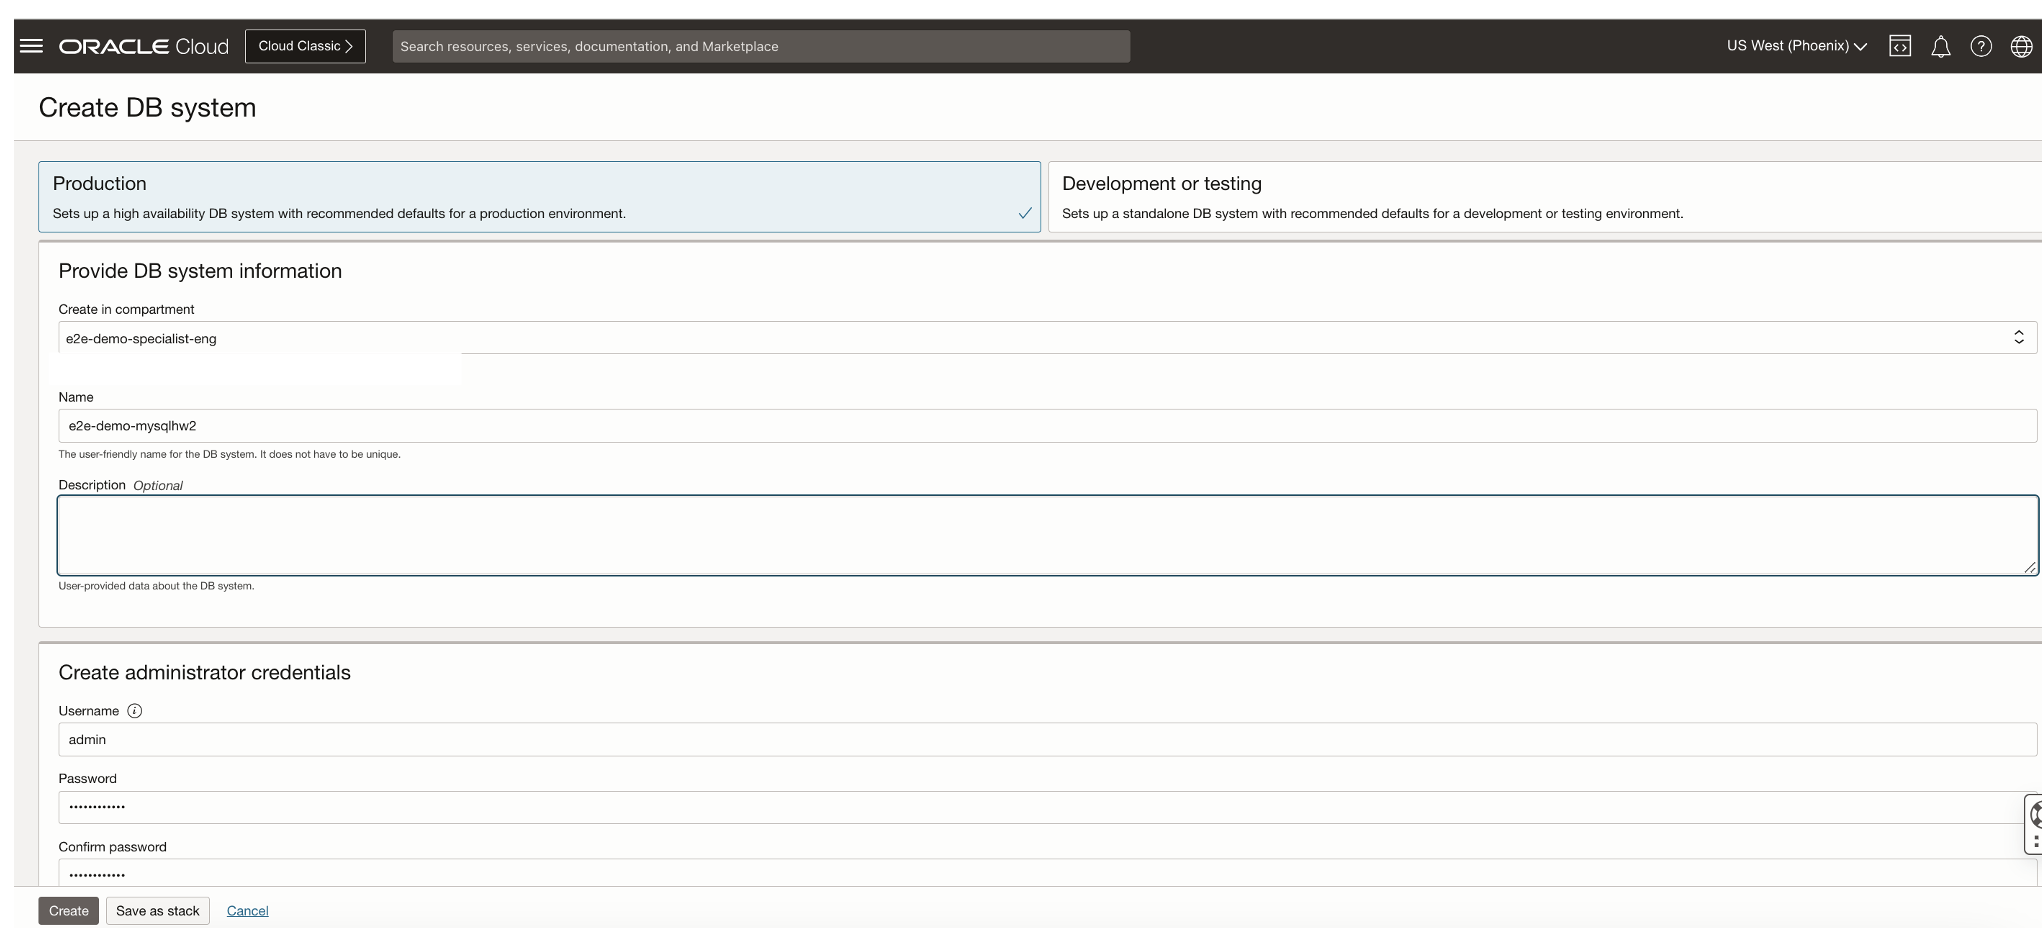 ORACLE Cloud
Cloud Classic
Search resources, services, documentation, and Marketplace
US West (Phoenix)
Create DB system
Production
Sets up a high availability DB system with recommended defaults for a production environment.
Development or testing
Sets up a standalone DB system with recommended defaults for a development or testing environment.
Provide DB system information
Create in compartment
e2e-demo-specialist-eng
Name
e2e-demo-mysqlhw2
The user-friendly name for the DB system. It does not have to be unique.
Description Optional
User-provided data about the DB system.
Create administrator credentials
Username
admin
Password
••••••••••••
Confirm password
••••••••••••
Create
Save as stack
Cancel